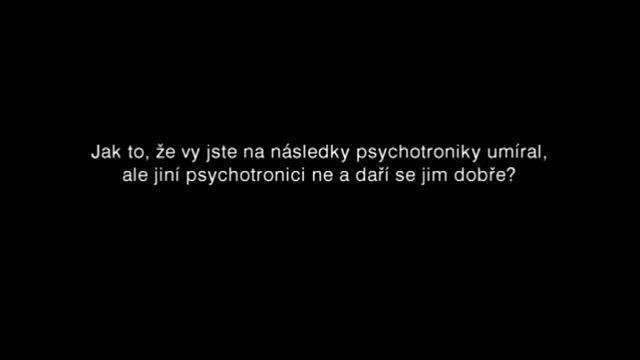 Jak to, že vy jste na následky psychotroniky umíral,
ale jiní psychotronici ne a daří se jim dobře?